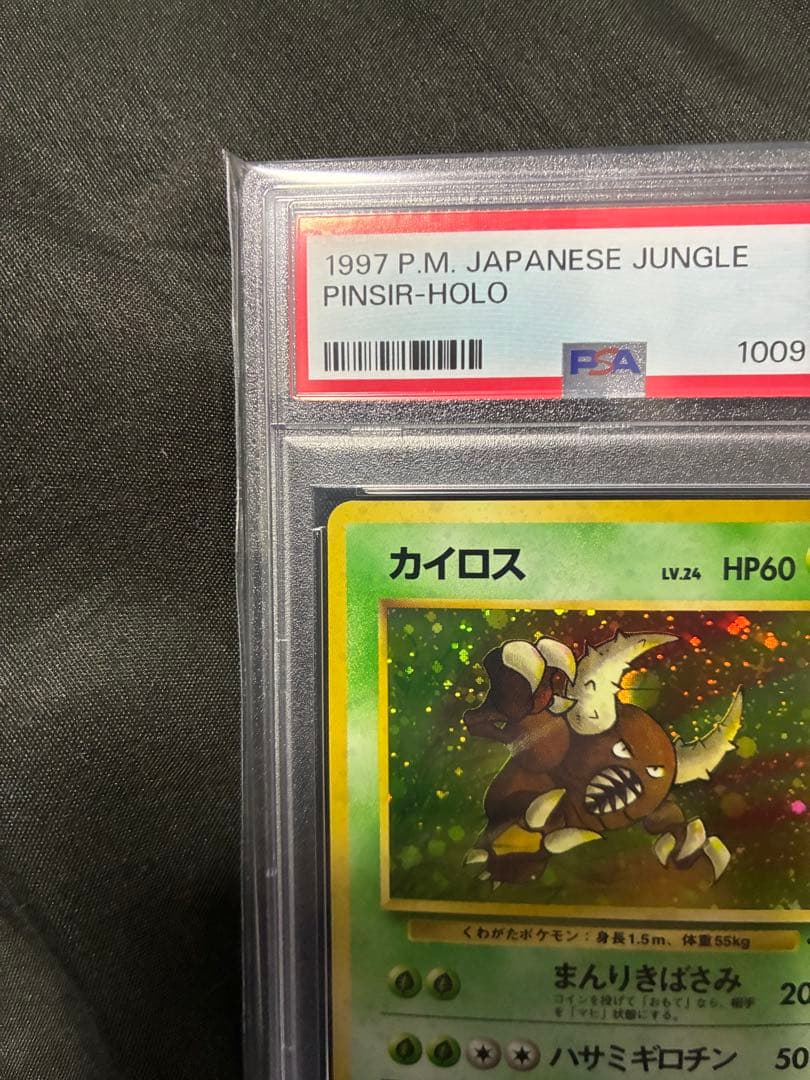 1997 P.M. JAPANESE JUNGLE
PINSIR-HOLO
PSA
1009
カイロス LV.24 HP60
くわがたポケモン：身長1.5m、体重55kg
まんりきばさみ 20
コインを投げて「おもて」なら、相手
を「マヒ」状態にする。
ハサミギロチン 50